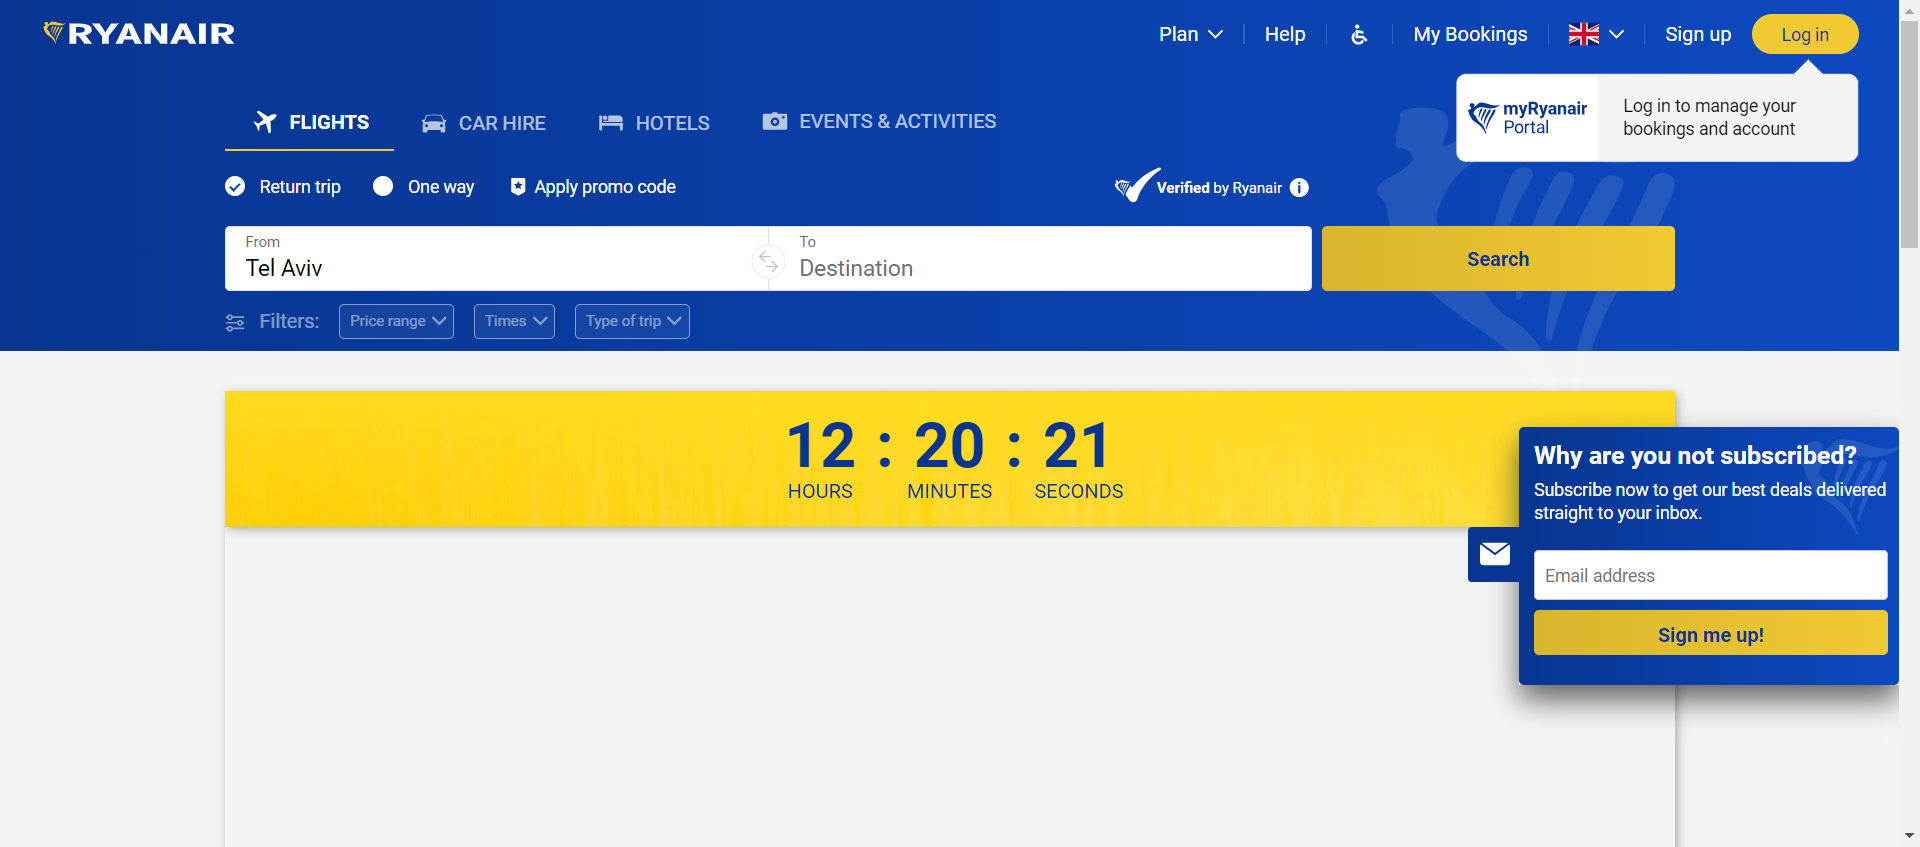 RYANAIR
Plan
Help
My Bookings
Sign up
Log in
myRyanair
Portal
Log in to manage your
bookings and account
FLIGHTS
CAR HIRE
HOTELS
EVENTS & ACTIVITIES
Return trip
One way
Apply promo code
Verified by Ryanair
From
Tel Aviv
To
Destination
Search
Filters:
Price range
Times
Type of trip
12 : 20 : 21
HOURS MINUTES SECONDS
Why are you not subscribed?
Subscribe now to get our best deals delivered
straight to your inbox.
Email address
Sign me up!